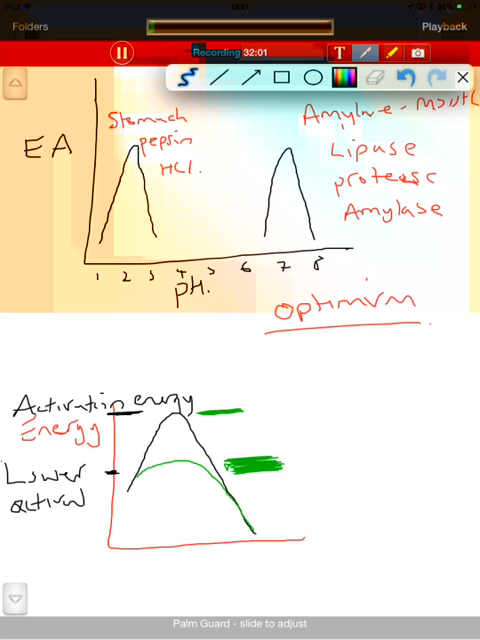 Folders
Playback
Recording 32:01
T
Stomach
pepsin
HCl.
Amylase - mouth
Lipase
protease
Amylase
EA
1 2 3 4 5 6 7 8
PH.
optimum
Activation energy
Energy
Lower
Palm Guard - slide to adjust